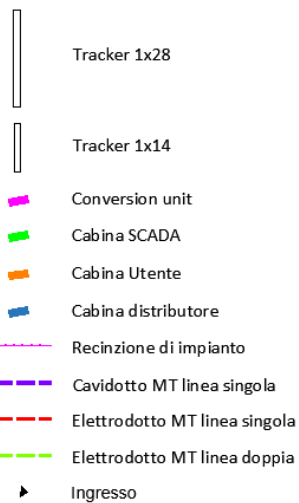 Tracker 1x28
Tracker 1x14
Conversion unit
Cabina SCADA
Cabina Utente
Cabina distributore
Recinzione di impianto
Cavidotto MT linea singola
Elettrodotto MT linea singola
Elettrodotto MT linea doppia
Ingresso